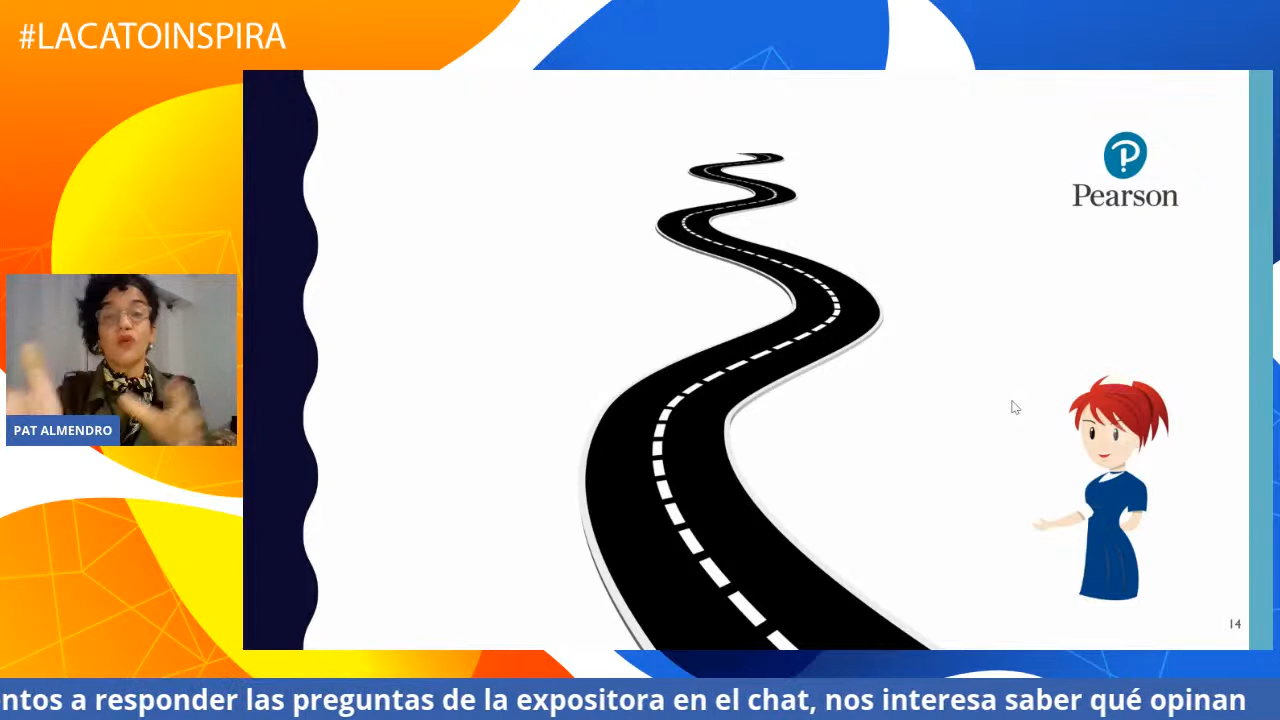 #LACATOINSPIRA
Pearson
PAT ALMENDRO
14
a responder las preguntas de la expositora en el chat, nos interesa saber qué opinan